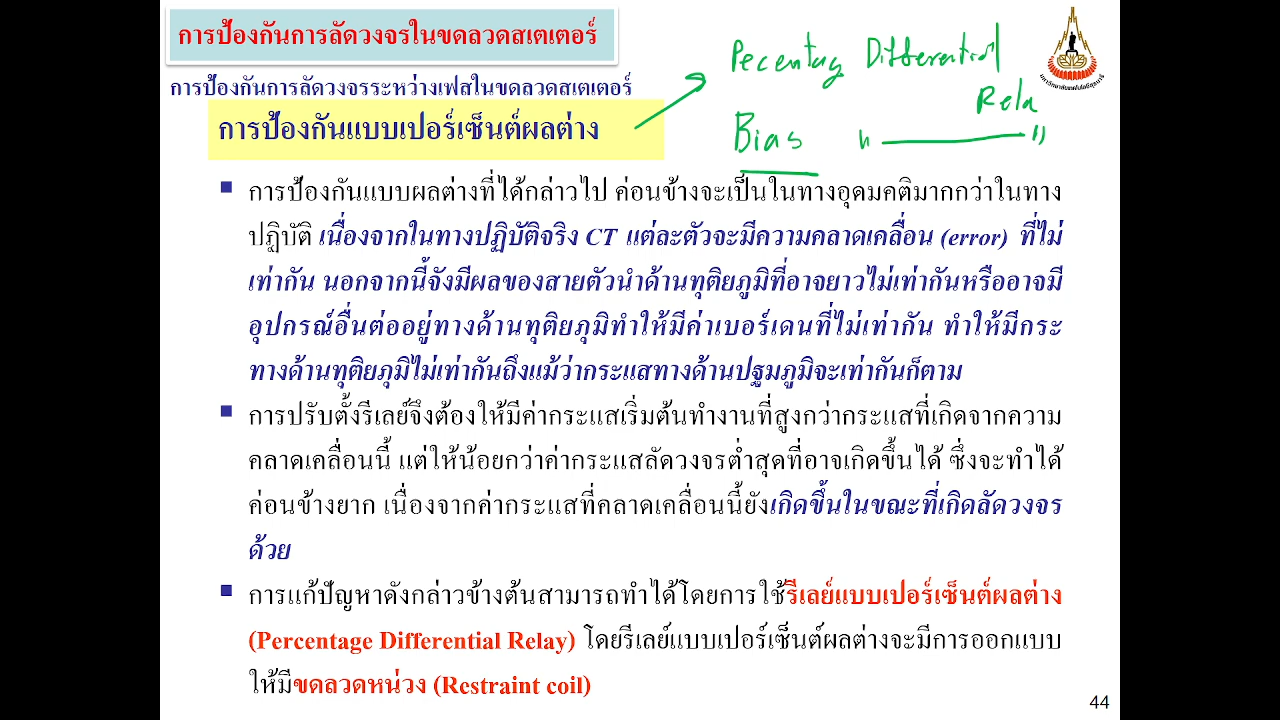 การป้องกันการลัดวงจรในขดลวดสเตเตอร์
การป้องกันการลัดวงจรระหว่างเฟสในขดลวดสเตเตอร์
การป้องกันแบบเปอร์เซ็นต์ผลต่าง
Pecentag Differential
Rela
Bias " ——— "
มหาวิทยาลัยเทคโนโลยีสุรนารี
การป้องกันแบบผลต่างที่ได้กล่าวไป ค่อนข้างจะเป็นในทางอุดมคติมากกว่าในทาง
ปฏิบัติ เนื่องจากในทางปฏิบัติจริง CT แต่ละตัวจะมีความคลาดเคลื่อน (error) ที่ไม่
เท่ากัน นอกจากนี้จังมีผลของสายตัวนำด้านทุติยภูมิที่อาจยาวไม่เท่ากันหรืออาจมี
อุปกรณ์อื่นต่ออยู่ทางด้านทุติยภูมิทำให้มีค่าเบอร์เดนที่ไม่เท่ากัน ทำให้มีกระ
ทางด้านทุติยภุมิไม่เท่ากันถึงแม้ว่ากระแสทางด้านปฐมภูมิจะเท่ากันก็ตาม
การปรับตั้งรีเลย์จึงต้องให้มีค่ากระแสเริ่มต้นทำงานที่สูงกว่ากระแสที่เกิดจากความ
คลาดเคลื่อนนี้ แต่ให้น้อยกว่าค่ากระแสลัดวงจรต่ำสุดที่อาจเกิดขึ้นได้ ซึ่งจะทำได้
ค่อนข้างยาก เนื่องจากค่ากระแสที่คลาดเคลื่อนนี้ยังเกิดขึ้นในขณะที่เกิดลัดวงจร
ด้วย
การแก้ปัญหาดังกล่าวข้างต้นสามารถทำได้โดยการใช้รีเลย์แบบเปอร์เซ็นต์ผลต่าง
(Percentage Differential Relay) โดยรีเลย์แบบเปอร์เซ็นต์ผลต่างจะมีการออกแบบ
ให้มีขดลวดหน่วง (Restraint coil)
44